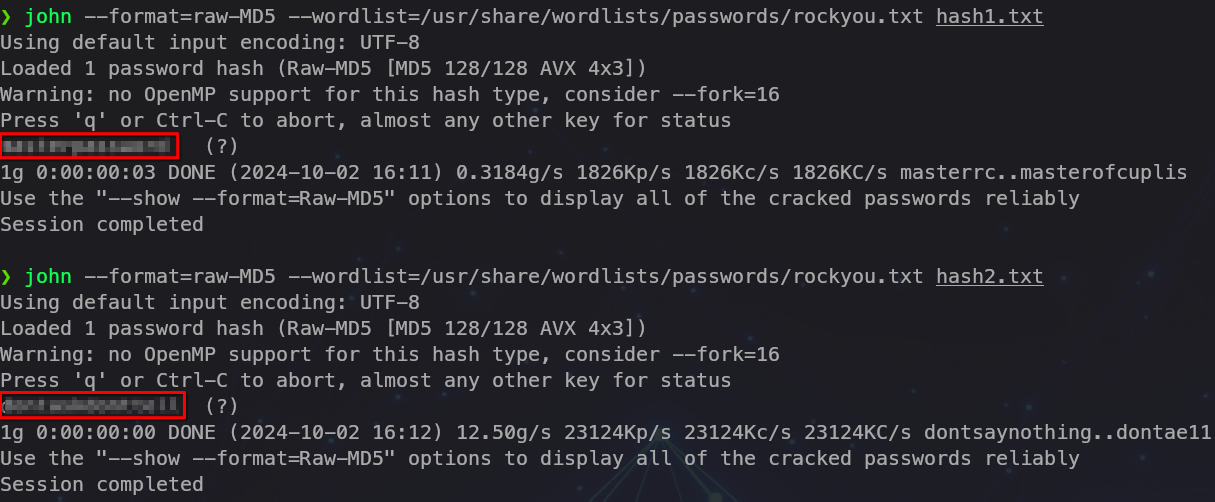 ❯ john --format=raw-MD5 --wordlist=/usr/share/wordlists/passwords/rockyou.txt hash1.txt
Using default input encoding: UTF-8
Loaded 1 password hash (Raw-MD5 [MD5 128/128 AVX 4x3])
Warning: no OpenMP support for this hash type, consider --fork=16
Press 'q' or Ctrl-C to abort, almost any other key for status
(?)
1g 0:00:00:03 DONE (2024-10-02 16:11) 0.3184g/s 1826Kp/s 1826Kc/s 1826KC/s masterrc..masterofcuplis
Use the "--show --format=Raw-MD5" options to display all of the cracked passwords reliably
Session completed
❯ john --format=raw-MD5 --wordlist=/usr/share/wordlists/passwords/rockyou.txt hash2.txt
Using default input encoding: UTF-8
Loaded 1 password hash (Raw-MD5 [MD5 128/128 AVX 4x3])
Warning: no OpenMP support for this hash type, consider --fork=16
Press 'q' or Ctrl-C to abort, almost any other key for status
(?)
1g 0:00:00:00 DONE (2024-10-02 16:12) 12.50g/s 23124Kp/s 23124Kc/s 23124KC/s dontsaynothing..dontae11
Use the "--show --format=Raw-MD5" options to display all of the cracked passwords reliably
Session completed